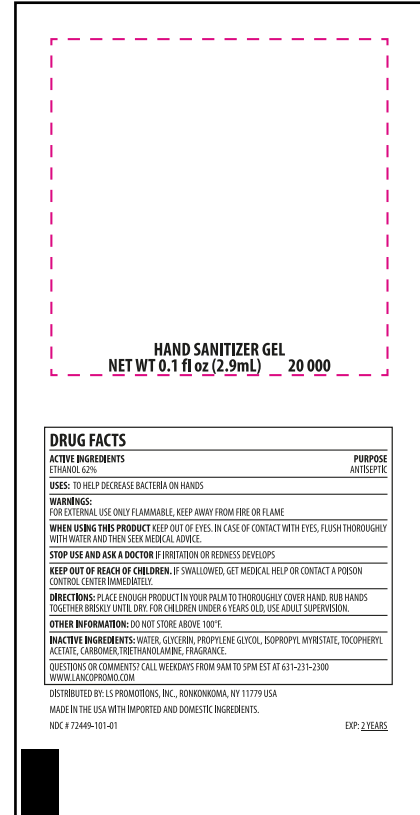 HAND SANITIZER GEL
NET WT 0.1 fl oz (2.9mL) 20 000
DRUG FACTS
ACTIVE INGREDIENTS PURPOSE
ETHANOL 62% ANTISEPTIC
USES: TO HELP DECREASE BACTERIA ON HANDS
WARNINGS:
FOR EXTERNAL USE ONLY FLAMMABLE, KEEP AWAY FROM FIRE OR FLAME
WHEN USING THIS PRODUCT KEEP OUT OF EYES. IN CASE OF CONTACT WITH EYES, FLUSH THOROUGHLY
WITH WATER AND THEN SEEK MEDICAL ADVICE.
STOP USE AND ASK A DOCTOR IF IRRITATION OR REDNESS DEVELOPS
KEEP OUT OF REACH OF CHILDREN. IF SWALLOWED, GET MEDICAL HELP OR CONTACT A POISON
CONTROL CENTER IMMEDIATELY.
DIRECTIONS: PLACE ENOUGH PRODUCT IN YOUR PALM TO THOROUGHLY COVER HAND. RUB HANDS
TOGETHER BRISKLY UNTIL DRY. FOR CHILDREN UNDER 6 YEARS OLD, USE ADULT SUPERVISION.
OTHER INFORMATION: DO NOT STORE ABOVE 100°F.
INACTIVE INGREDIENTS: WATER, GLYCERIN, PROPYLENE GLYCOL, ISOPROPYL MYRISTATE, TOCOPHERYL
ACETATE, CARBOMER,TRIETHANOLAMINE, FRAGRANCE.
QUESTIONS OR COMMENTS? CALL WEEKDAYS FROM 9AM TO 5PM EST AT 631-231-2300
WWW.LANCOPROMO.COM
DISTRIBUTED BY: LS PROMOTIONS, INC., RONKONKOMA, NY 11779 USA
MADE IN THE USA WITH IMPORTED AND DOMESTIC INGREDIENTS.
NDC # 72449-101-01 EXP: 2 YEARS